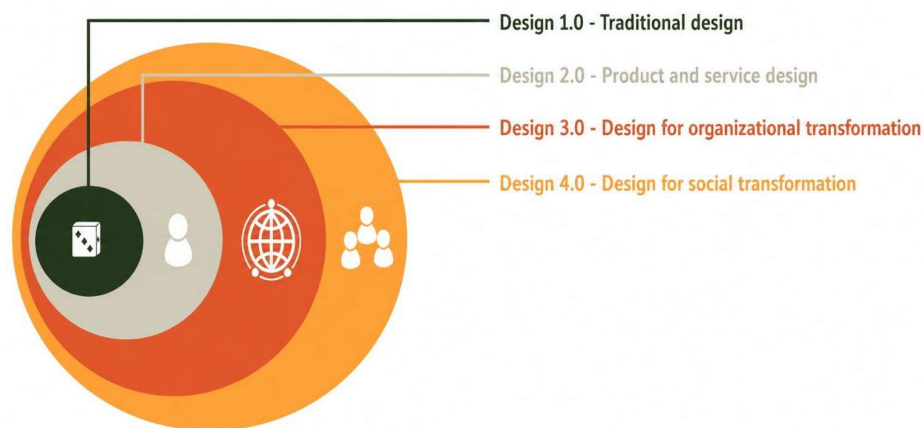 Design 1.0 - Traditional design
Design 2.0 - Product and service design
Design 3.0 - Design for organizational transformation
Design 4.0 - Design for social transformation